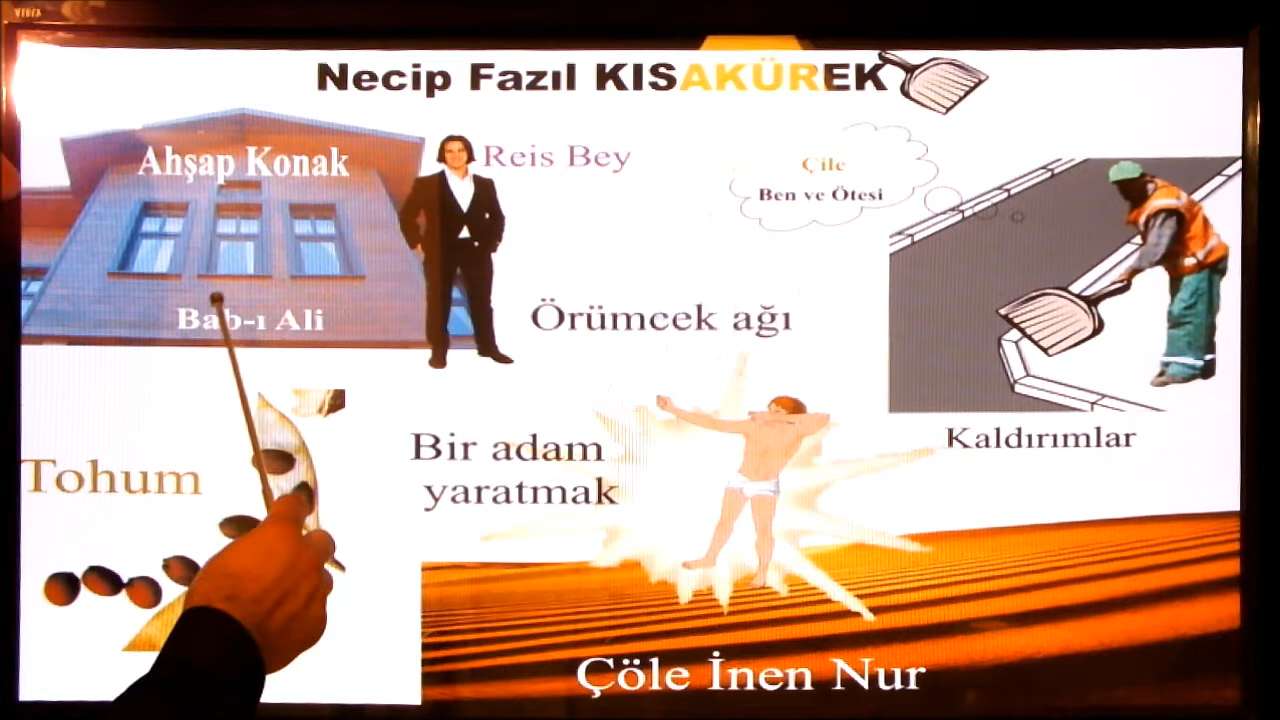 Necip Fazıl KISAKÜREK
Ahşap Konak
Reis Bey
Çile
Ben ve Ötesi
Bab-ı Ali
Örümcek ağı
Kaldırımlar
Bir adam
yaratmak
Tohum
Çöle İnen Nur